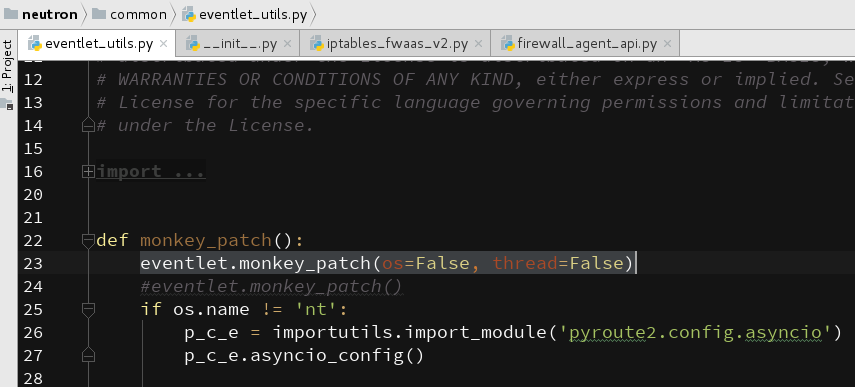 neutron common eventlet_utils.py
eventlet_utils.py × __init__.py × iptables_fwaas_v2.py × firewall_agent_api.py ×
1: Project
12 # WARRANTIES OR CONDITIONS OF ANY KIND, either express or implied. Se
13 # License for the specific language governing permissions and limitat
14 # under the License.
15
16 import ...
20
21
22 def monkey_patch():
23 eventlet.monkey_patch(os=False, thread=False)
24 #eventlet.monkey_patch()
25 if os.name != 'nt':
26 p_c_e = importutils.import_module('pyroute2.config.asyncio')
27 p_c_e.asyncio_config()
28